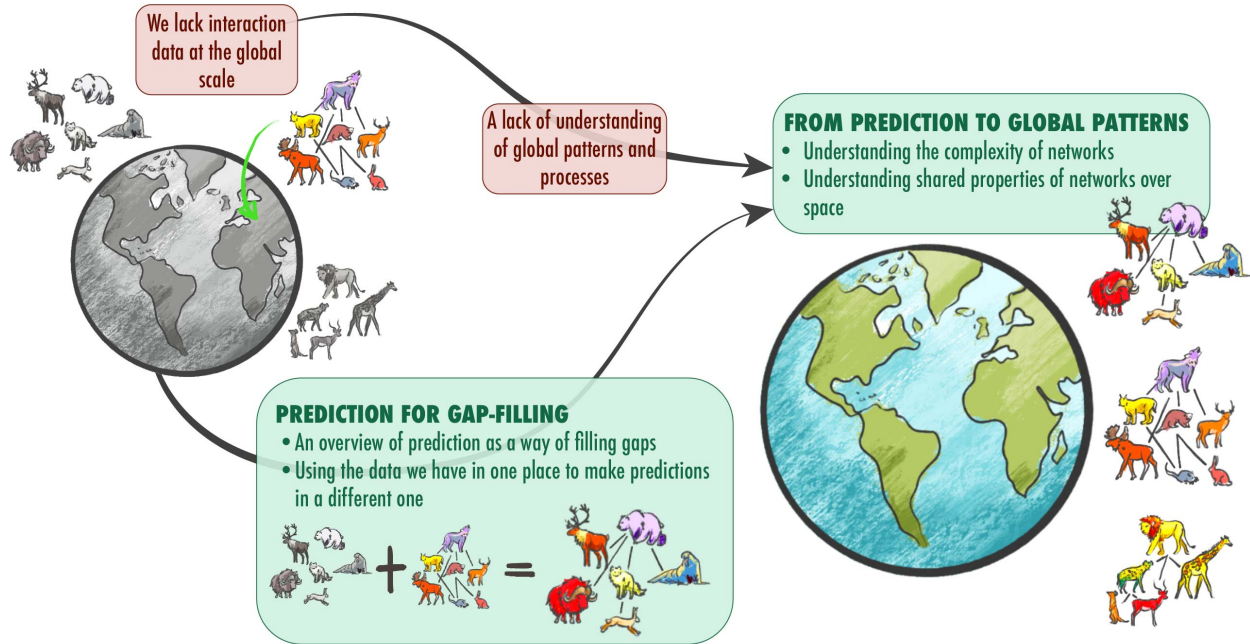 We lack interaction
data at the global
scale
A lack of understanding
of global patterns and
processes
FROM PREDICTION TO GLOBAL PATTERNS
• Understanding the complexity of networks
• Understanding shared properties of networks over
space
PREDICTION FOR GAP-FILLING
• An overview of prediction as a way of filling gaps
• Using the data we have in one place to make predictions
in a different one
+ =